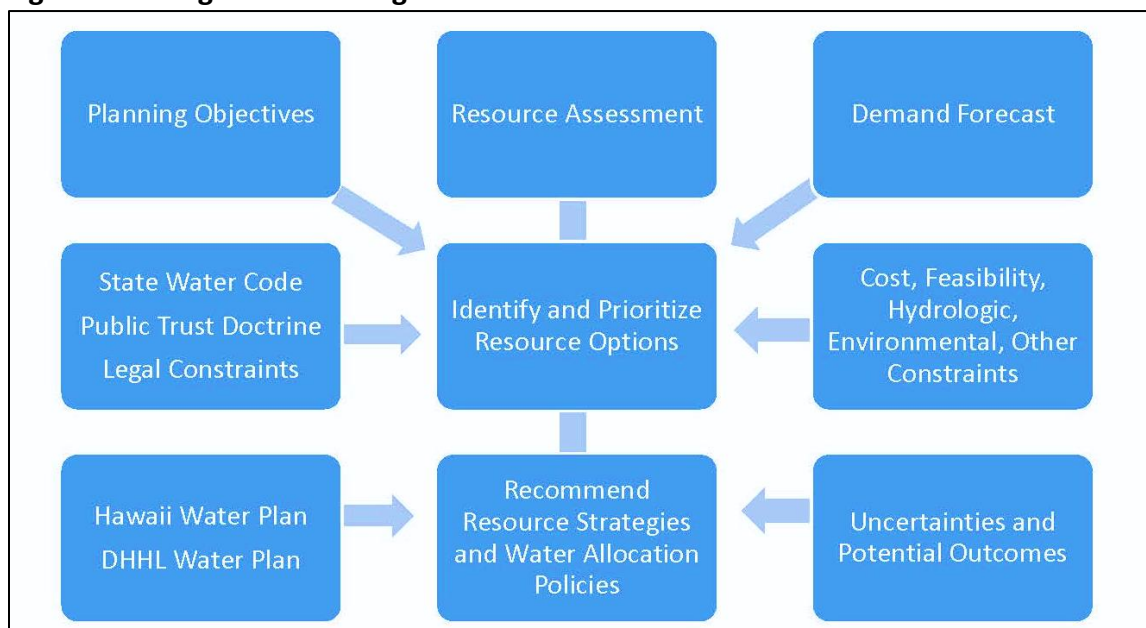 Planning Objectives
Resource Assessment
Demand Forecast
State Water Code
Public Trust Doctrine
Legal Constraints
Identify and Prioritize
Resource Options
Cost, Feasibility,
Hydrologic,
Environmental, Other
Constraints
Hawaii Water Plan
DHHL Water Plan
Recommend
Resource Strategies
and Water Allocation
Policies
Uncertainties and
Potential Outcomes